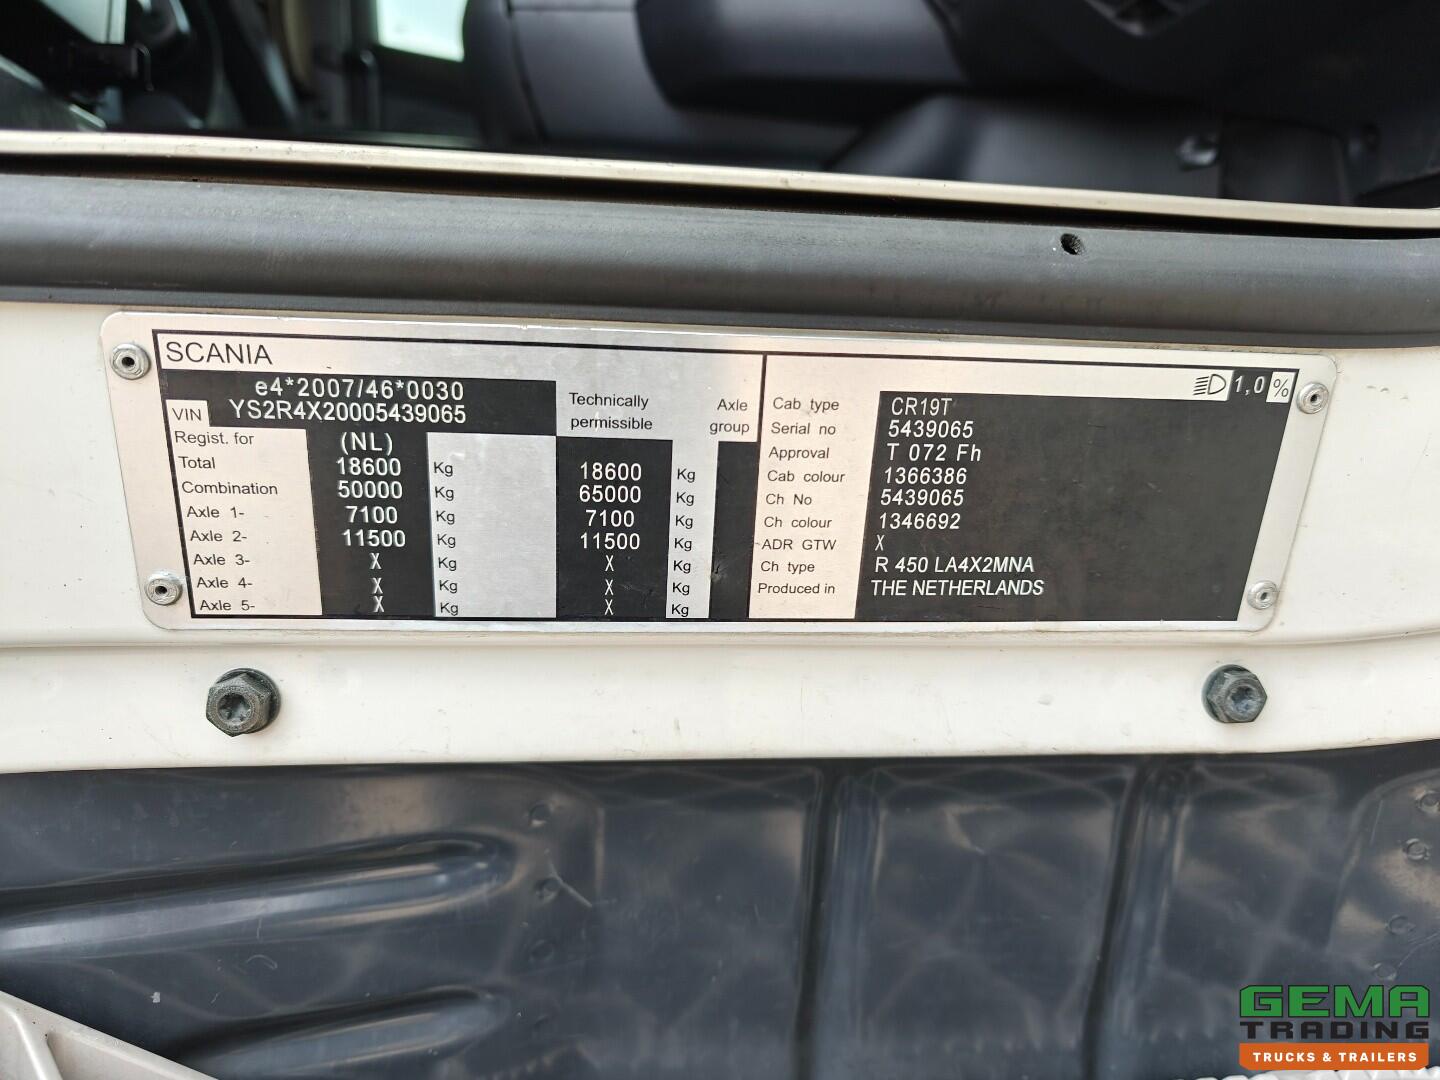 SCANIA
e4*2007/46*0030
VIN YS2R4X20005439065
Technically permissible
Axle group
Regist. for (NL)
Total 18600 Kg 18600 Kg
Combination 50000 Kg 65000 Kg
Axle 1- 7100 Kg 7100 Kg
Axle 2- 11500 Kg 11500 Kg
Axle 3- X Kg X Kg
Axle 4- X Kg X Kg
Axle 5- X Kg X Kg
1,0 %
Cab type CR19T
Serial no 5439065
Approval T 072 Fh
Cab colour 1366386
Ch No 5439065
Ch colour 1346692
ADR GTW X
Ch type R 450 LA4X2MNA
Produced in THE NETHERLANDS
GEMA
TRADING
TRUCKS & TRAILERS